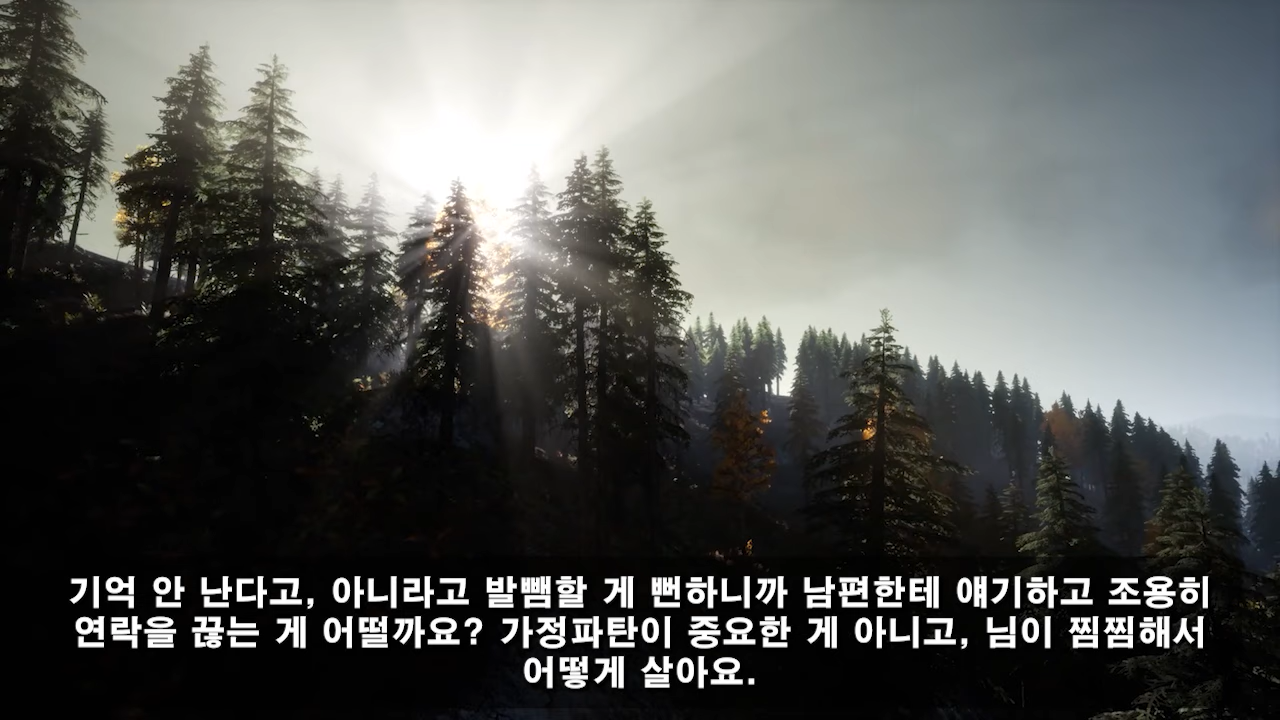 기억 안 난다고, 아니라고 발뺌할 게 뻔하니까 남편한테 얘기하고 조용히
연락을 끊는 게 어떨까요? 가정파탄이 중요한 게 아니고, 님이 찜찜해서
어떻게 살아요.